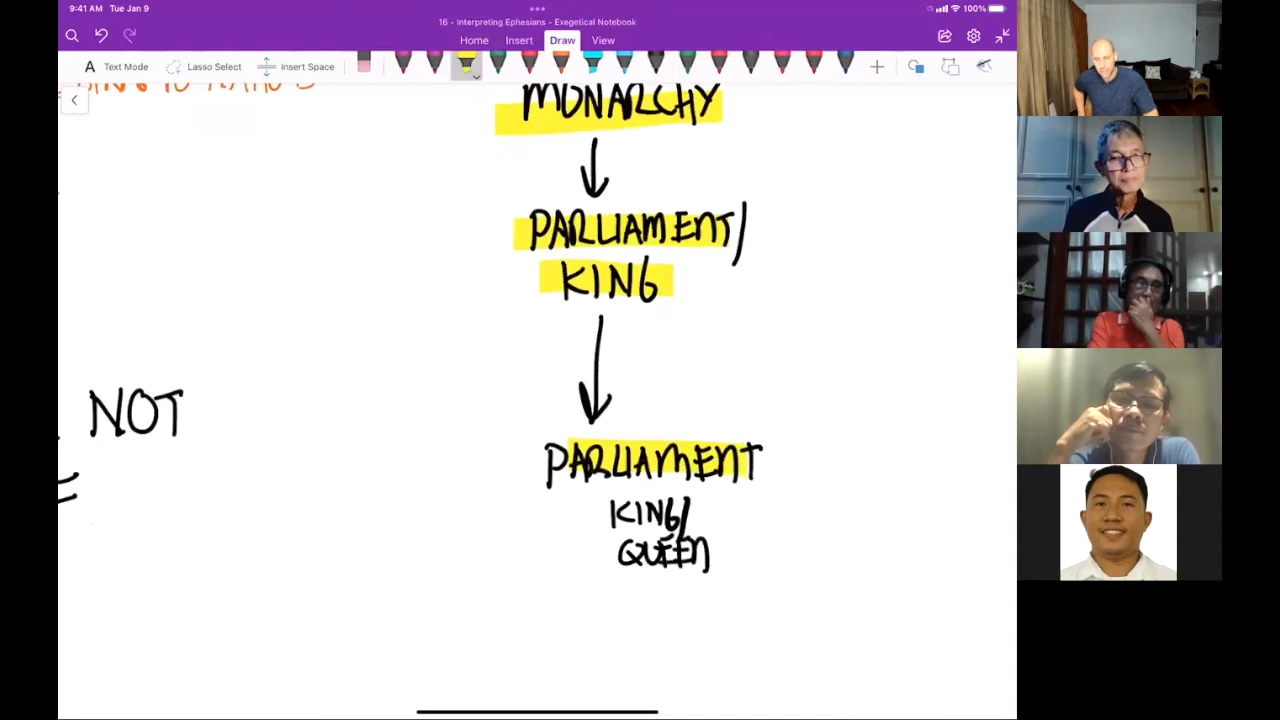 9:41 AM Tue Jan 9
100%
16 - Interpreting Ephesians - Exegetical Notebook
Home Insert Draw View
Text Mode Lasso Select Insert Space
MONARCHY
PARLIAMENT/
KING
NOT
PARLIAMENT
KING/
QUEEN